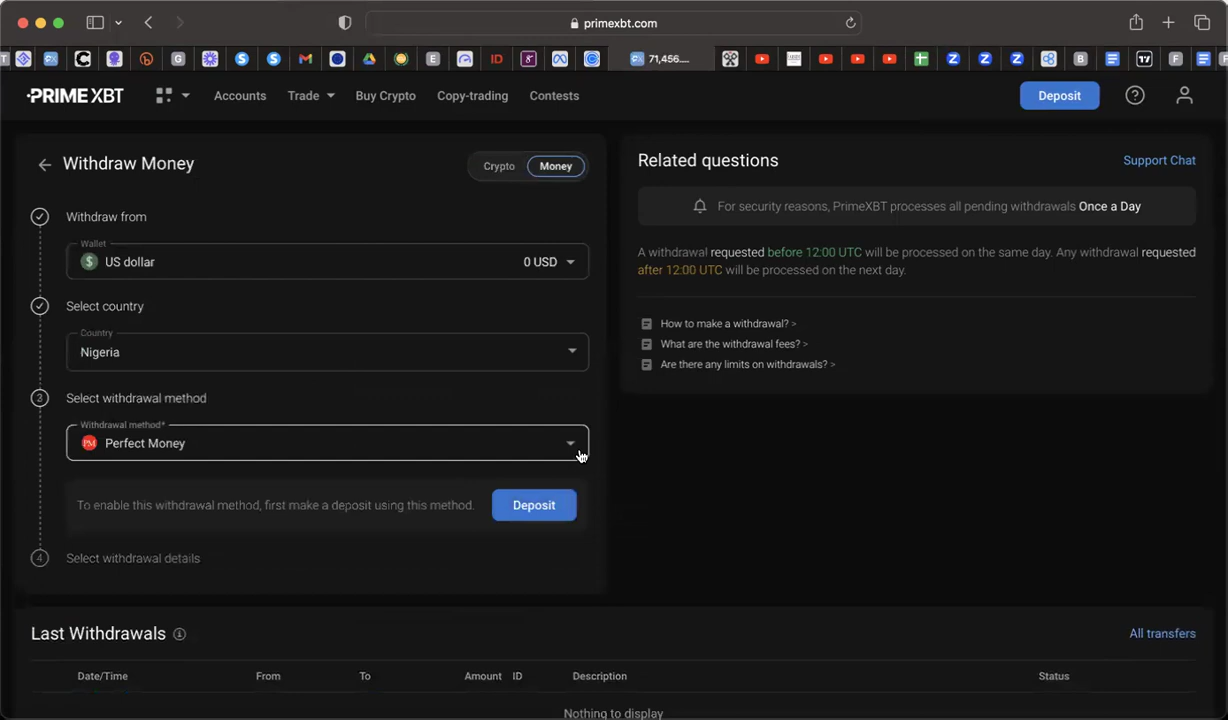 primexbt.com
71,456....
PRIME XBT
Accounts
Trade
Buy Crypto
Copy-trading
Contests
Deposit
Withdraw Money
Crypto
Money
Withdraw from
Wallet
$ US dollar
0 USD
Select country
Country
Nigeria
3
Select withdrawal method
Withdrawal method*
PM Perfect Money
To enable this withdrawal method, first make a deposit using this method.
Deposit
4
Select withdrawal details
Related questions
Support Chat
For security reasons, PrimeXBT processes all pending withdrawals Once a Day
A withdrawal requested before 12:00 UTC will be processed on the same day. Any withdrawal requested
after 12:00 UTC will be processed on the next day.
How to make a withdrawal? >
What are the withdrawal fees? >
Are there any limits on withdrawals? >
Last Withdrawals
All transfers
Date/Time From To Amount ID Description Status
Nothing to display